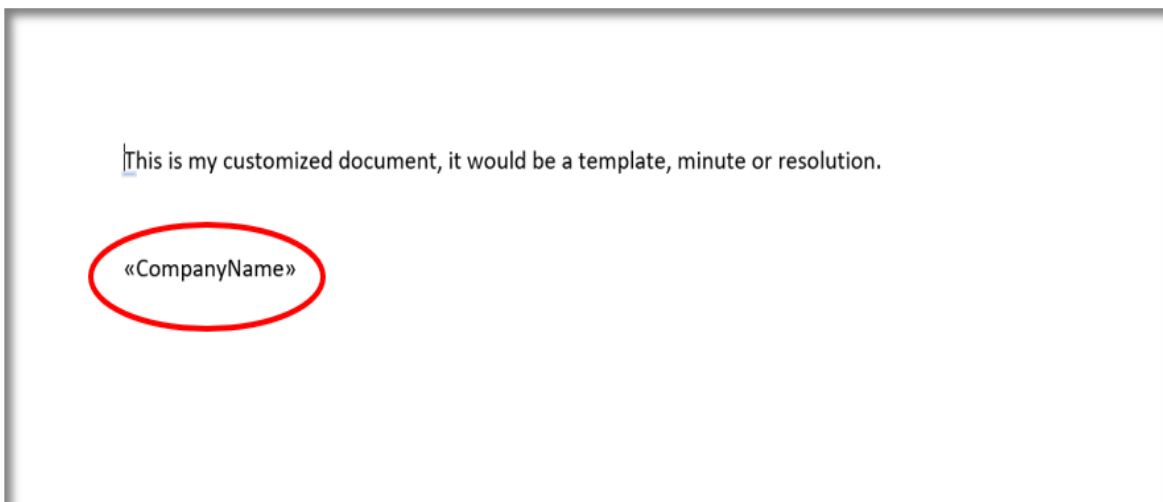 This is my customized document, it would be a template, minute or resolution.
«CompanyName»